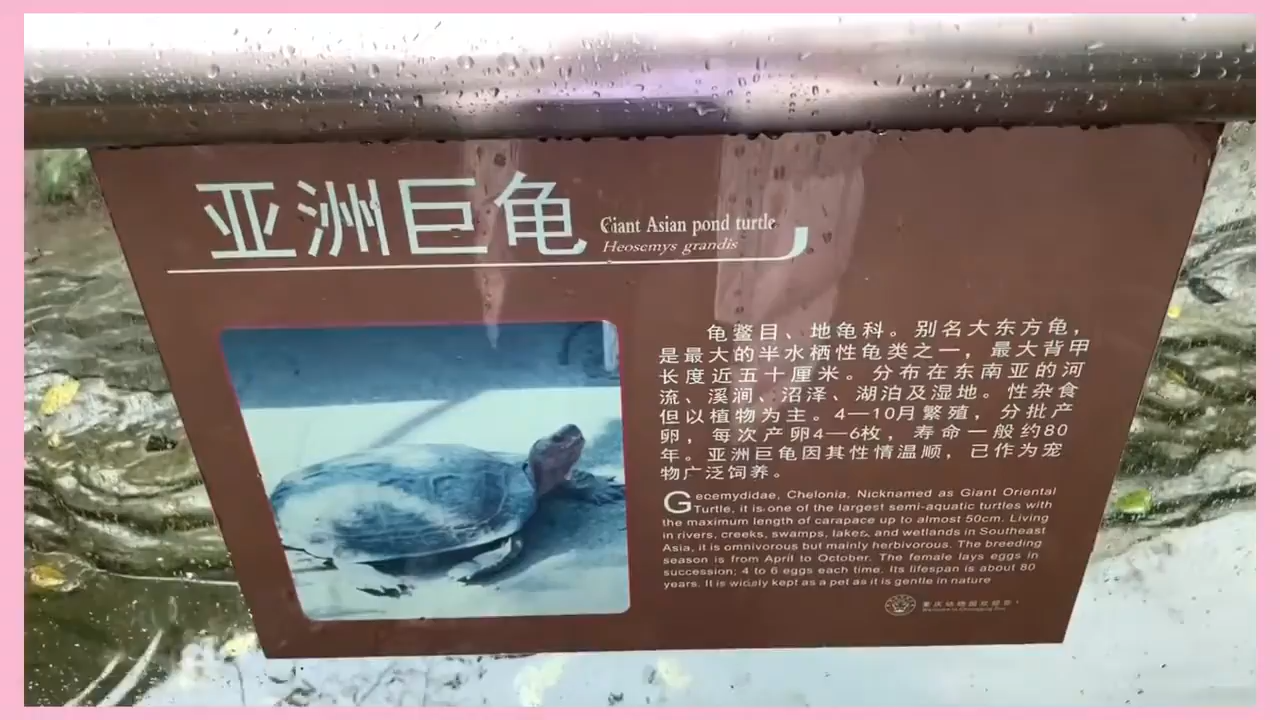 亚洲巨龟
Giant Asian pond turtle
Heosemys grandis
龟鳖目、地龟科。别名大东方龟，
是最大的半水栖性龟类之一，最大背甲
长度近五十厘米。分布在东南亚的河
流、溪涧、沼泽、湖泊及湿地。性杂食
但以植物为主。4—10月繁殖，分批产
卵，每次产卵4—6枚，寿命一般约80
年。亚洲巨龟因其性情温顺，已作为宠
物广泛饲养。
Geoemydidae, Chelonia. Nicknamed as Giant Oriental
Turtle, it is one of the largest semi-aquatic turtles with
the maximum length of carapace up to almost 50cm. Living
in rivers, creeks, swamps, lakes, and wetlands in Southeast
Asia, it is omnivorous but mainly herbivorous. The breeding
season is from April to October. The female lays eggs in
succession; 4 to 6 eggs each time. Its lifespan is about 80
years. It is widely kept as a pet as it is gentle in nature
重庆动物园欢迎您